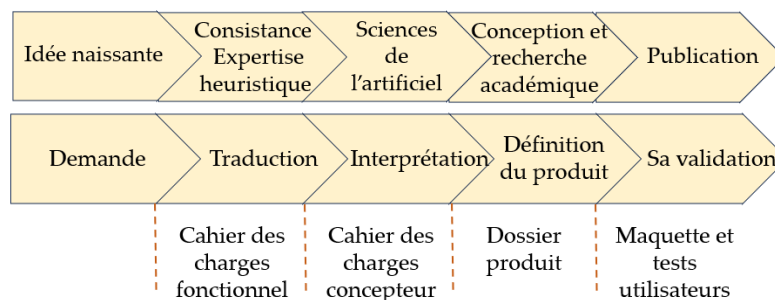 Idée naissante
Consistance
Expertise
heuristique
Sciences
de
l'artificiel
Conception et
recherche
académique
Publication
Demande
Traduction
Interprétation
Définition
du produit
Sa validation
Cahier des
charges
fonctionnel
Cahier des
charges
concepteur
Dossier
produit
Maquette et
tests
utilisateurs